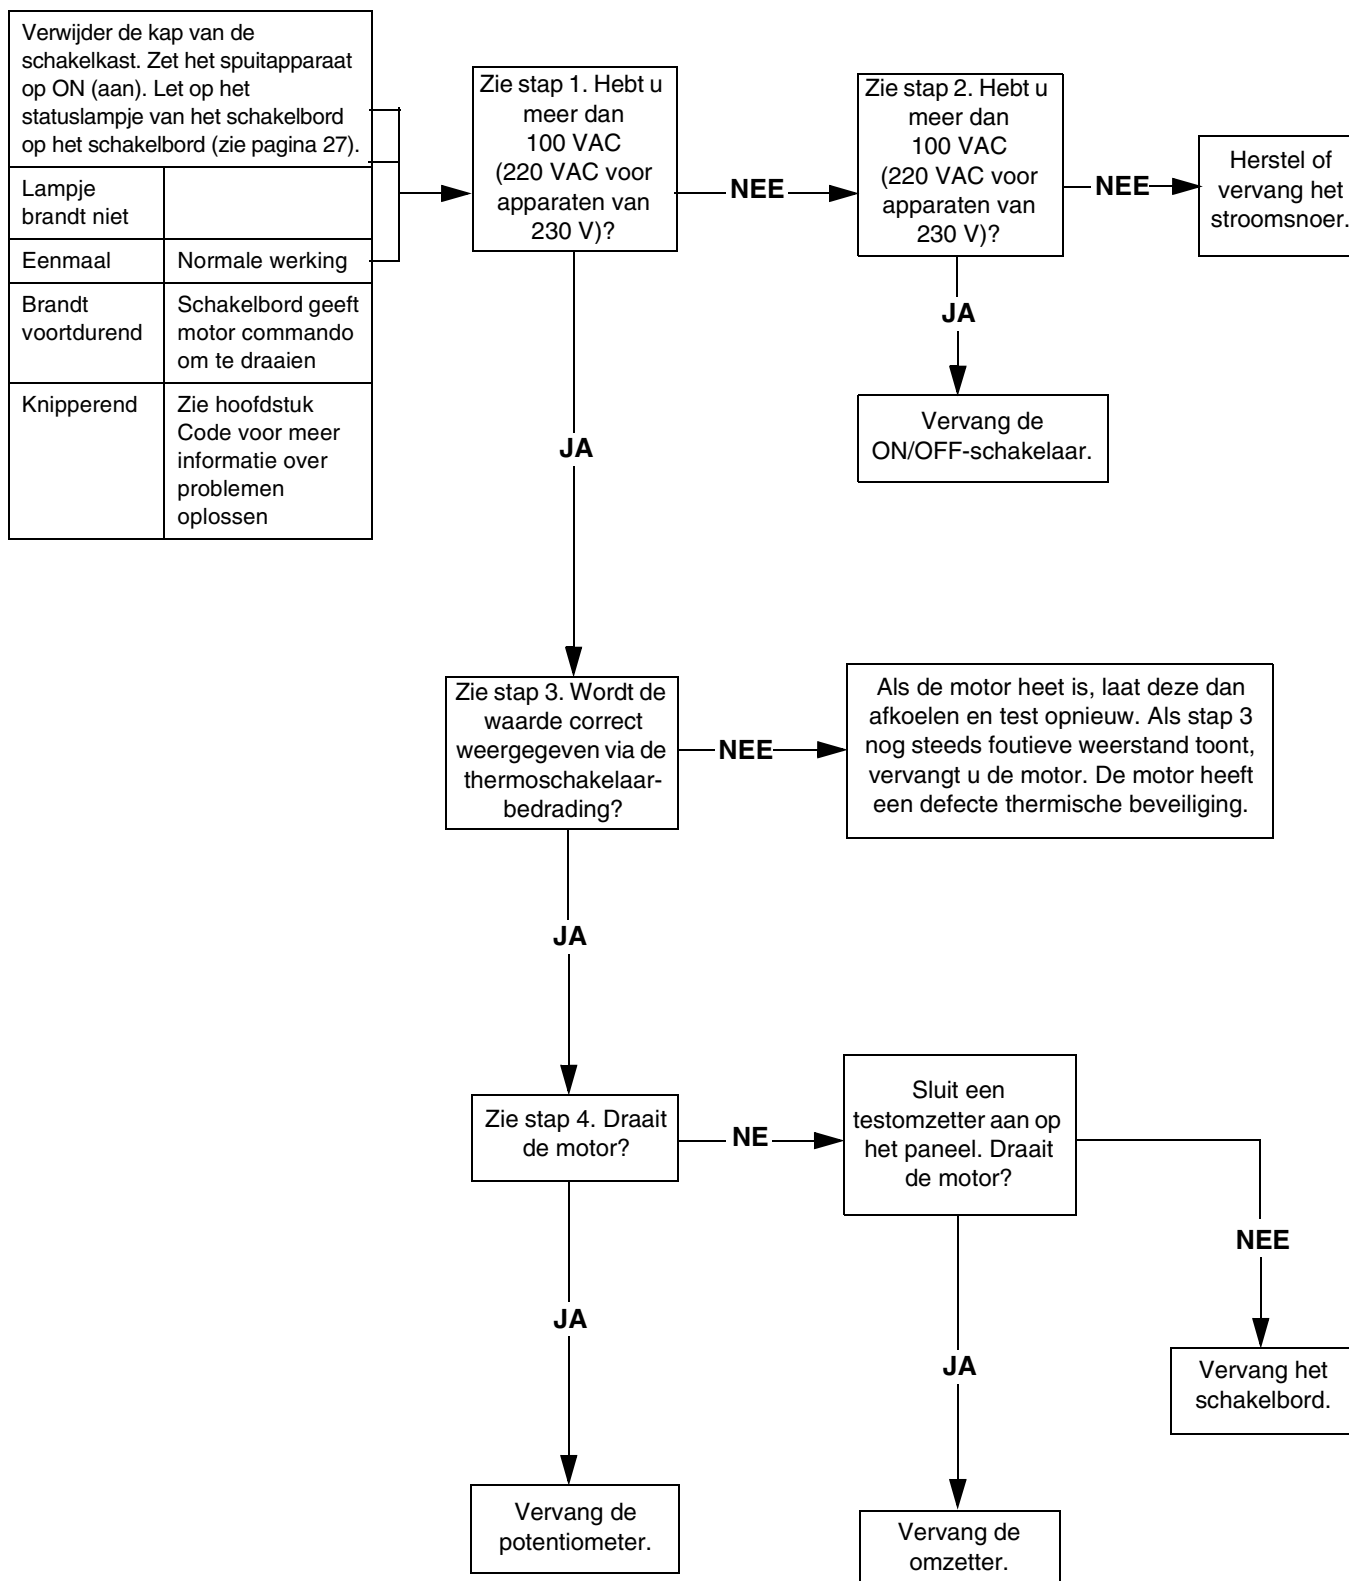 Verwijder de kap van de
schakelkast. Zet het spuitapparaat
op ON (aan). Let op het
statuslampje van het schakelbord
op het schakelbord (zie pagina 27).
Lampje
brandt niet
Eenmaal
Normale werking
Brandt
voortdurend
Schakelbord geeft
motor commando
om te draaien
Knipperend
Zie hoofdstuk
Code voor meer
informatie over
problemen
oplossen
Zie stap 1. Hebt u
meer dan
100 VAC
(220 VAC voor
apparaten van
230 V)?
NEE
Zie stap 2. Hebt u
meer dan
100 VAC
(220 VAC voor
apparaten van
230 V)?
NEE
Herstel of
vervang het
stroomsnoer.
JA
Vervang de
ON/OFF-schakelaar.
JA
Zie stap 3. Wordt de
waarde correct
weergegeven via de
thermoschakelaar-
bedrading?
NEE
Als de motor heet is, laat deze dan
afkoelen en test opnieuw. Als stap 3
nog steeds foutieve weerstand toont,
vervangt u de motor. De motor heeft
een defecte thermische beveiliging.
JA
Zie stap 4. Draait
de motor?
NE
Sluit een
testomzetter aan op
het paneel. Draait
de motor?
NEE
Vervang het
schakelbord.
JA
Vervang de
potentiometer.
JA
Vervang de
omzetter.